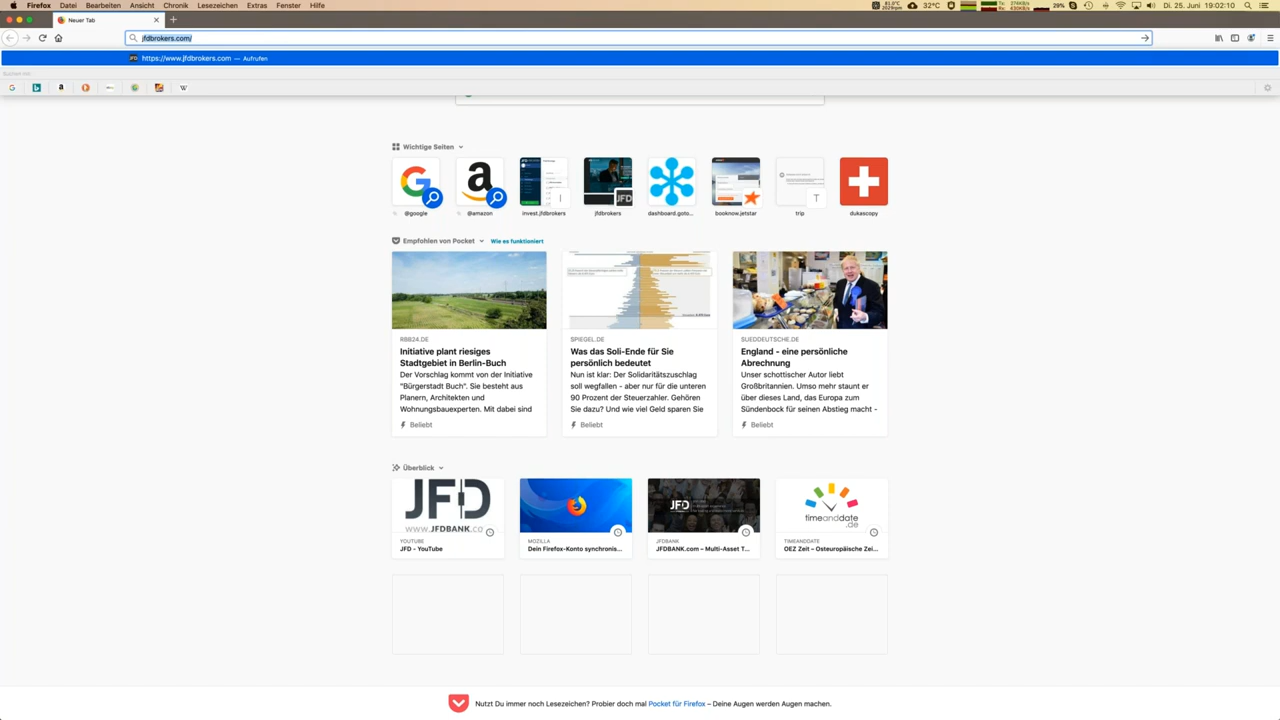 Firefox Datei Bearbeiten Ansicht Chronik Lesezeichen Extras Fenster Hilfe
32°C
29%
Di. 25. Juni 19:02:10
Neuer Tab
jfdbrokers.com/
https://www.jfdbrokers.com — Aufrufen
Suchen mit:
Wichtige Seiten
@google
@amazon
invest.jfdbrokers
jfdbrokers
dashboard.goto...
booknow.jetstar
trip
dukascopy
Empfohlen von Pocket
Wie es funktioniert
RBB24.DE
Initiative plant riesiges
Stadtgebiet in Berlin-Buch
Der Vorschlag kommt von der Initiative
"Bürgerstadt Buch". Sie besteht aus
Planern, Architekten und
Wohnungsbauexperten. Mit dabei sind
Beliebt
SPIEGEL.DE
Was das Soli-Ende für Sie
persönlich bedeutet
Nun ist klar: Der Solidaritätszuschlag
soll wegfallen - aber nur für die unteren
90 Prozent der Steuerzahler. Gehören
Sie dazu? Und wie viel Geld sparen Sie
Beliebt
SUEDDEUTSCHE.DE
England - eine persönliche
Abrechnung
Unser schottischer Autor liebt
Großbritannien. Umso mehr staunt er
über dieses Land, das Europa zum
Sündenbock für seinen Abstieg macht -
Beliebt
Überblick
JFD
WWW.JFDBANK.CO
YOUTUBE
JFD - YouTube
MOZILLA
Dein Firefox-Konto synchronis...
JFD
JFDBANK
JFDBANK.com – Multi-Asset T...
timeanddate
.de
TIMEANDDATE
OEZ Zeit – Osteuropäische Zei...
Nutzt Du immer noch Lesezeichen? Probier doch mal Pocket für Firefox – Deine Augen werden Augen machen.